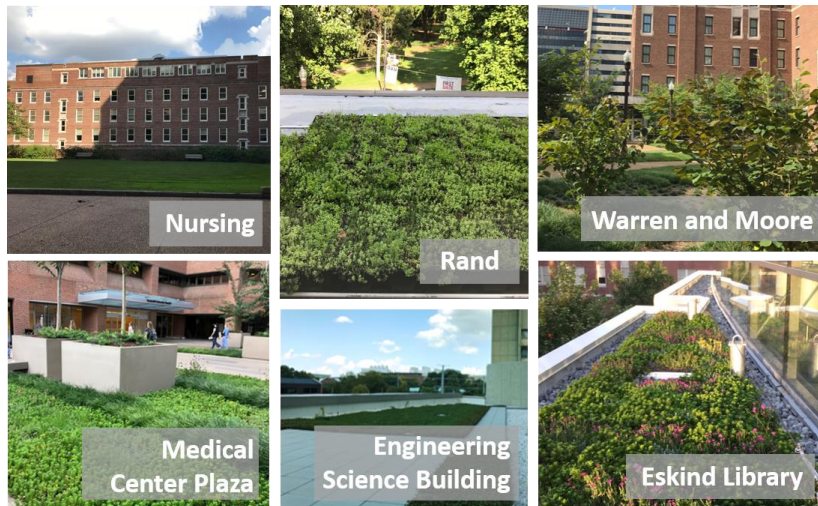 Nursing
Rand
Warren and Moore
Medical
Center Plaza
Engineering
Science Building
Eskind Library